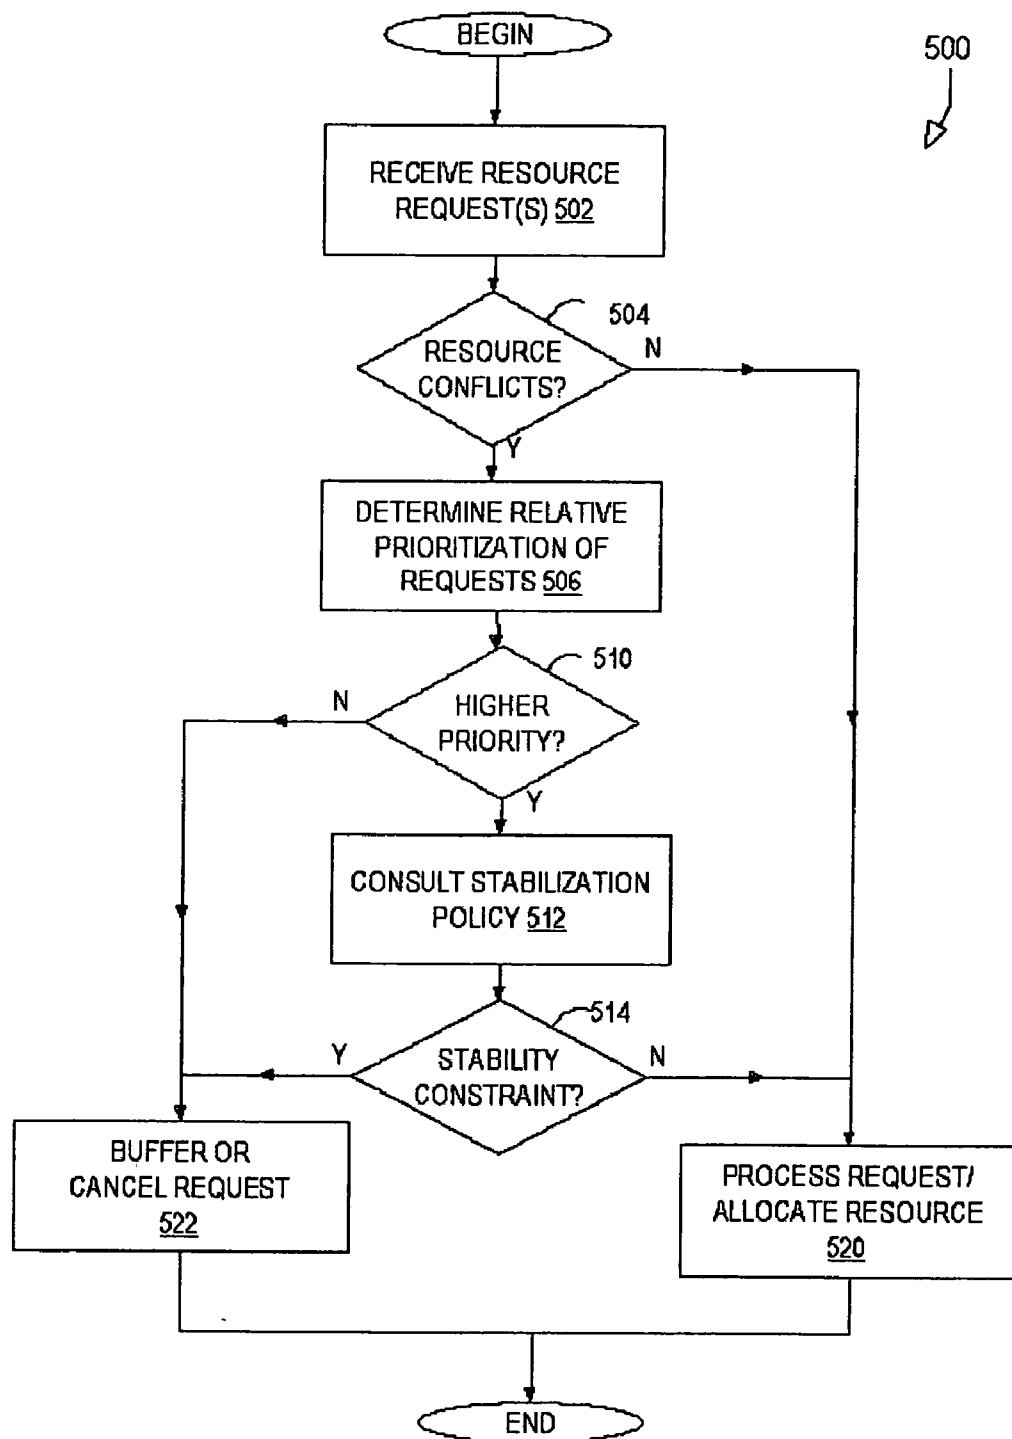 BEGIN
500
RECEIVE RESOURCE
REQUEST(S) 502
504
RESOURCE
CONFLICTS?
N
Y
DETERMINE RELATIVE
PRIORITIZATION OF
REQUESTS 506
510
N
HIGHER
PRIORITY?
Y
CONSULT STABILIZATION
POLICY 512
514
Y
STABILITY
CONSTRAINT?
N
BUFFER OR
CANCEL REQUEST
522
PROCESS REQUEST/
ALLOCATE RESOURCE
520
END